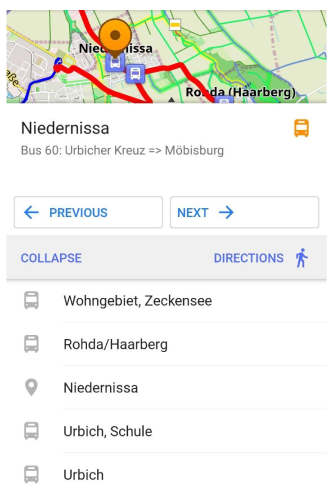 Niedernissa
Rohda (Haarberg)
Niedernissa
Bus 60: Urbicher Kreuz => Möbisburg
PREVIOUS
NEXT
COLLAPSE
DIRECTIONS
Wohngebiet, Zeckensee
Rohda/Haarberg
Niedernissa
Urbich, Schule
Urbich